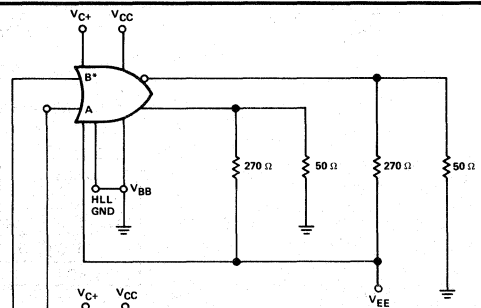 VC+ VCC
B*
A
270 Ω 50 Ω 270 Ω 50 Ω
HLL GND
VBB
VEE
VC+ VCC